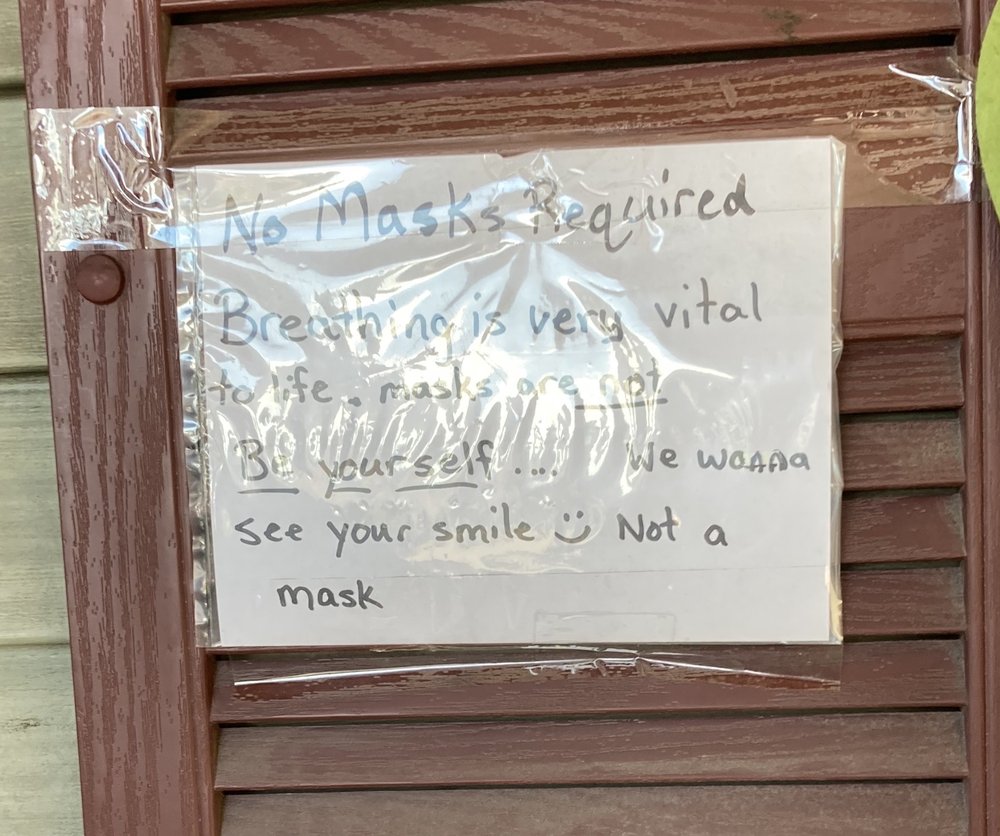 No Masks Required
Breathing is very vital
to life. masks are not
Be yourself .... We wanna
see your smile Not a
mask